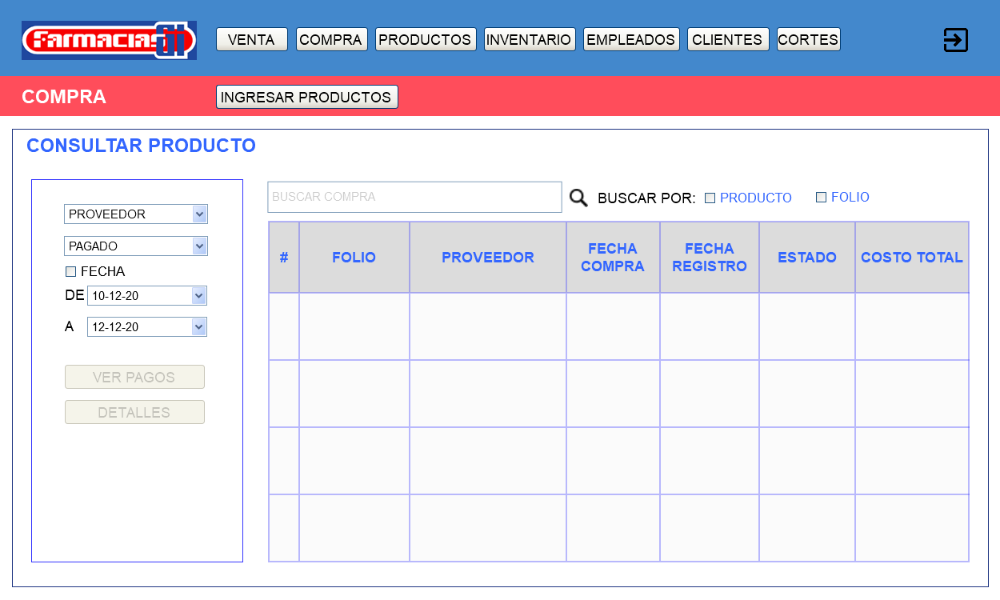 FarmaciasGI
VENTA
COMPRA
PRODUCTOS
INVENTARIO
EMPLEADOS
CLIENTES
CORTES
COMPRA
INGRESAR PRODUCTOS
CONSULTAR PRODUCTO
PROVEEDOR
PAGADO
FECHA
DE 10-12-20
A 12-12-20
VER PAGOS
DETALLES
BUSCAR COMPRA
BUSCAR POR: PRODUCTO FOLIO
#
FOLIO
PROVEEDOR
FECHA
COMPRA
FECHA
REGISTRO
ESTADO
COSTO TOTAL